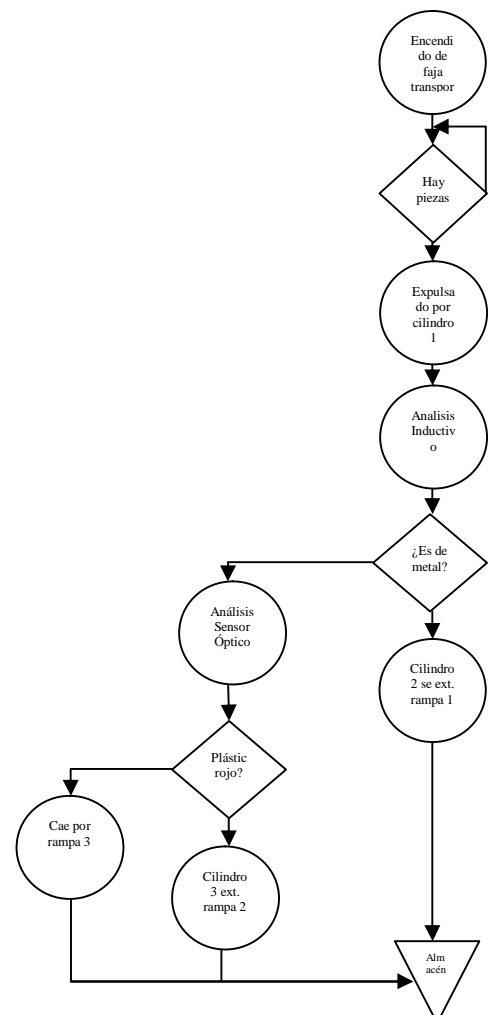 Encendi
do de
faja
transpor
Hay
piezas
Expulsa
do por
cilindro
1
Analisis
Inductiv
o
¿Es de
metal?
Análisis
Sensor
Óptico
Cilindro
2 se ext.
rampa 1
Plástic
rojo?
Cae por
rampa 3
Cilindro
3 ext.
rampa 2
Alm
acén